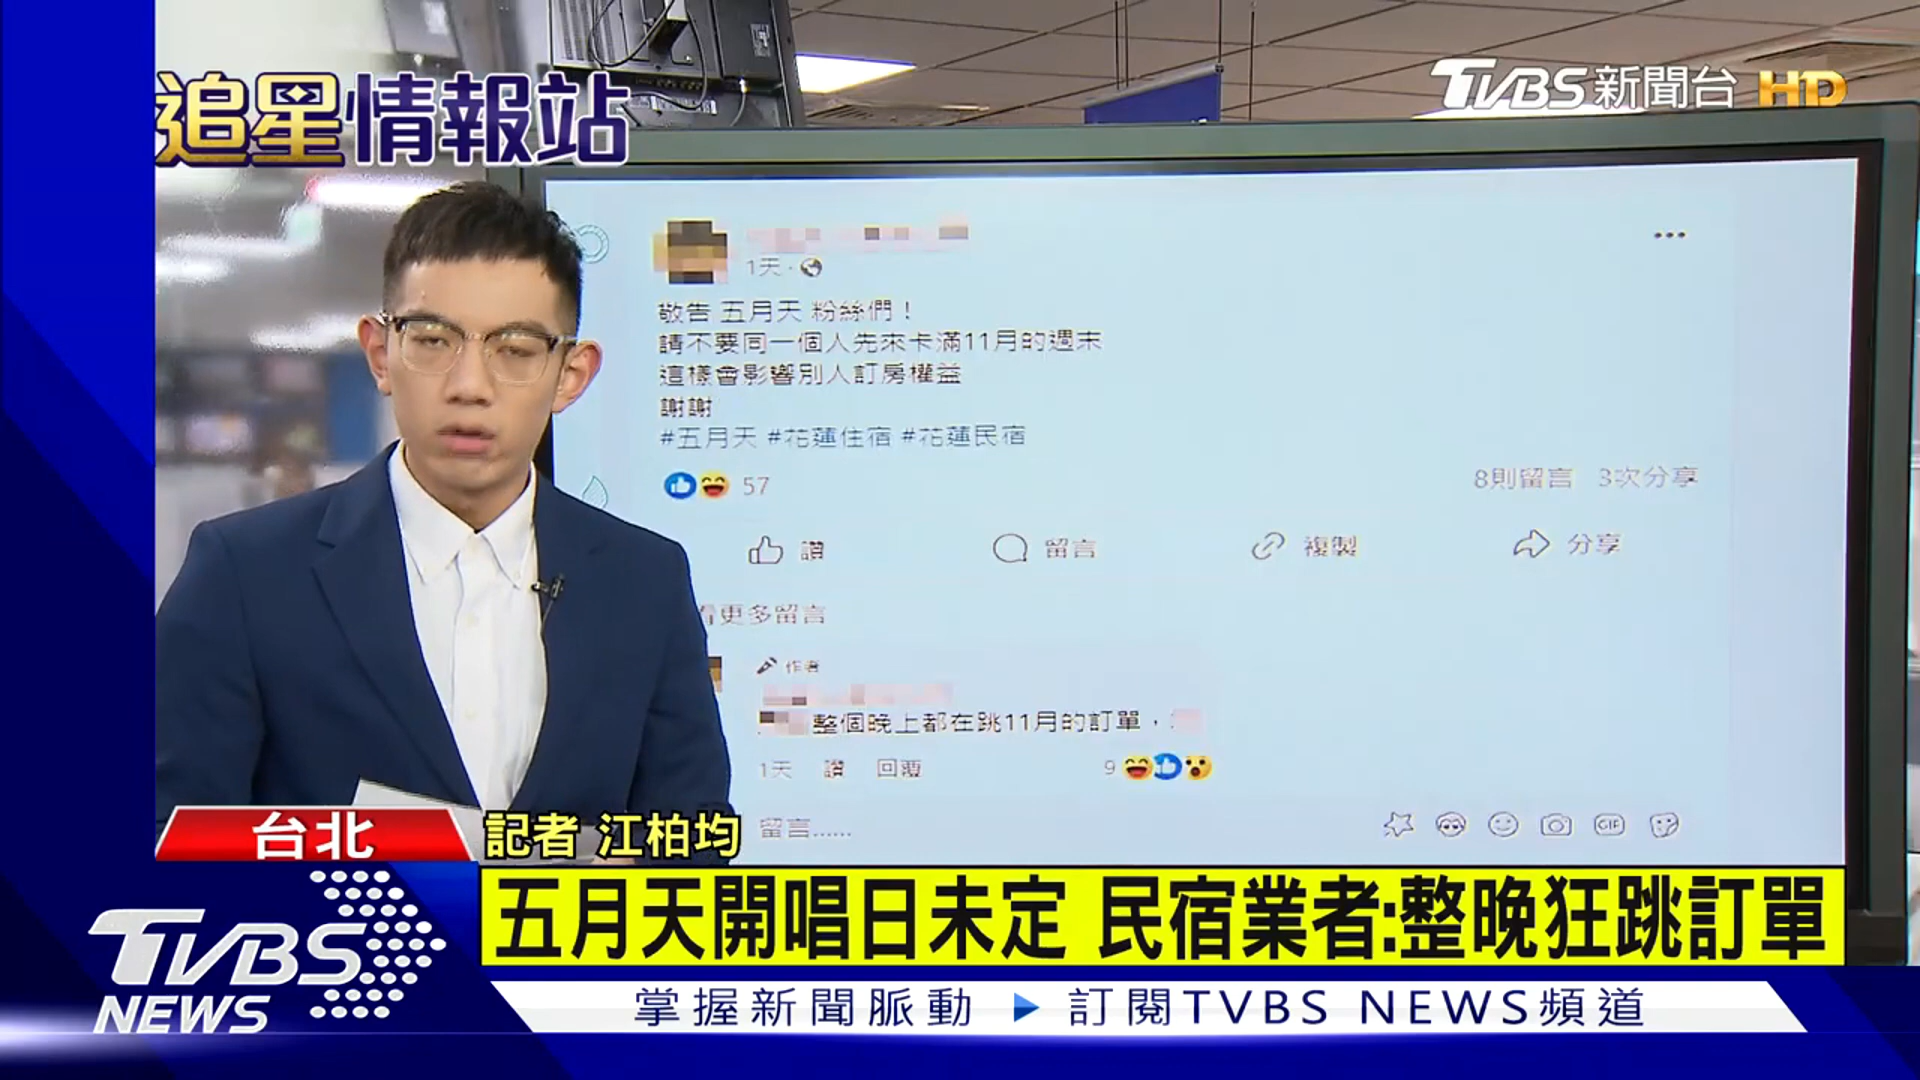 追星情報站
TVBS新聞台 HD
1天
敬告 五月天 粉絲們！
請不要同一個人先來卡滿11月的週末
這樣會影響別人訂房權益
謝謝
#五月天 #花蓮住宿 #花蓮民宿
57
8則留言 3次分享
讚 留言 複製 分享
看更多留言
作者
整個晚上都在跳11月的訂單，
1天 讚 回覆 9
留言......
GIF
台北
記者 江柏均
五月天開唱日未定 民宿業者:整晚狂跳訂單
TVBS
NEWS
掌握新聞脈動 ▶ 訂閱TVBS NEWS頻道